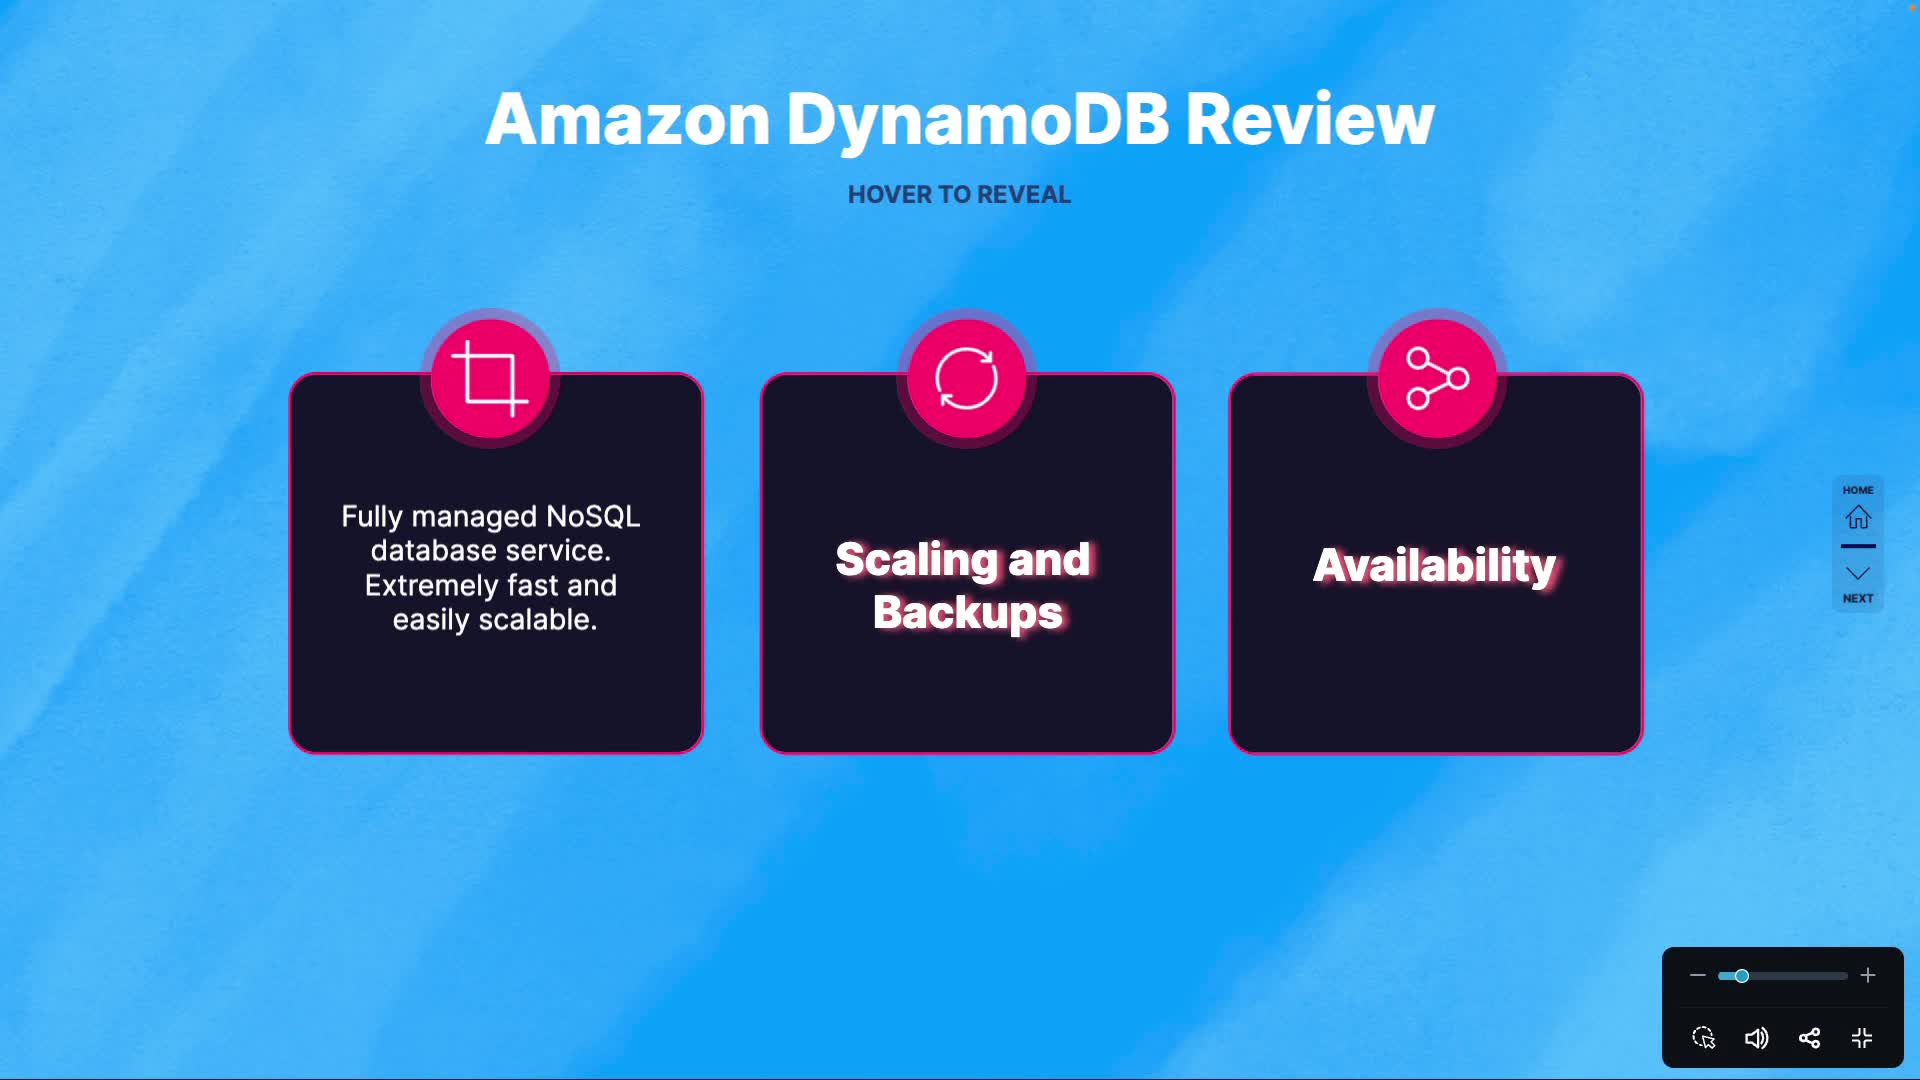 Amazon DynamoDB Review
HOVER TO REVEAL
Fully managed NoSQL
database service.
Extremely fast and
easily scalable.
Scaling and
Backups
Availability
HOME
NEXT